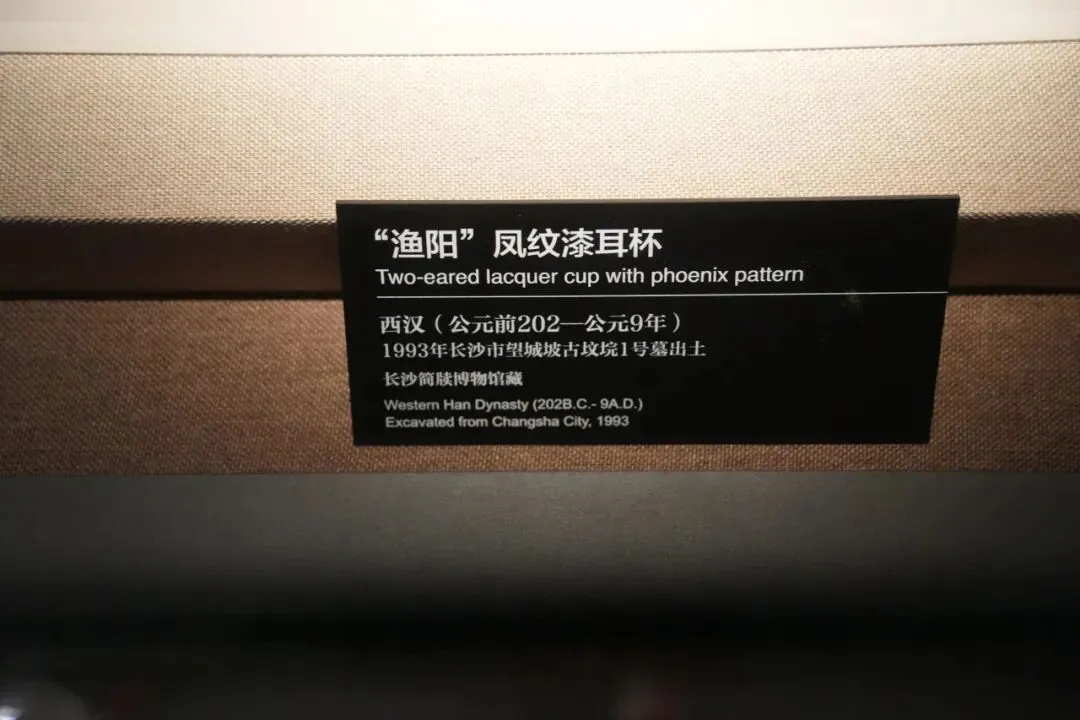 “渔阳”凤纹漆耳杯
Two-eared lacquer cup with phoenix pattern
西汉（公元前202—公元9年）
1993年长沙市望城坡古坟垸1号墓出土
长沙简牍博物馆藏
Western Han Dynasty (202B.C.- 9A.D.)
Excavated from Changsha City, 1993